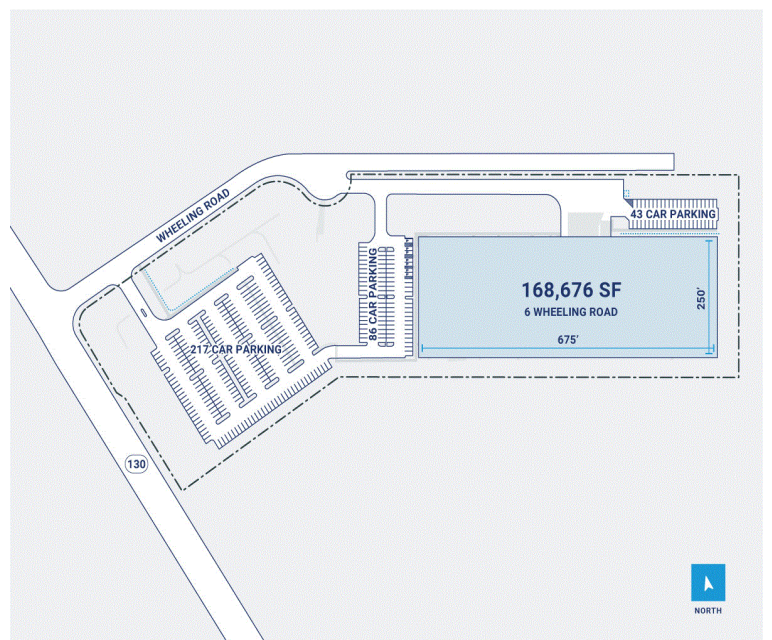 WHEELING ROAD
43 CAR PARKING
86 CAR PARKING
168,676 SF
6 WHEELING ROAD
250'
675'
217 CAR PARKING
130
NORTH